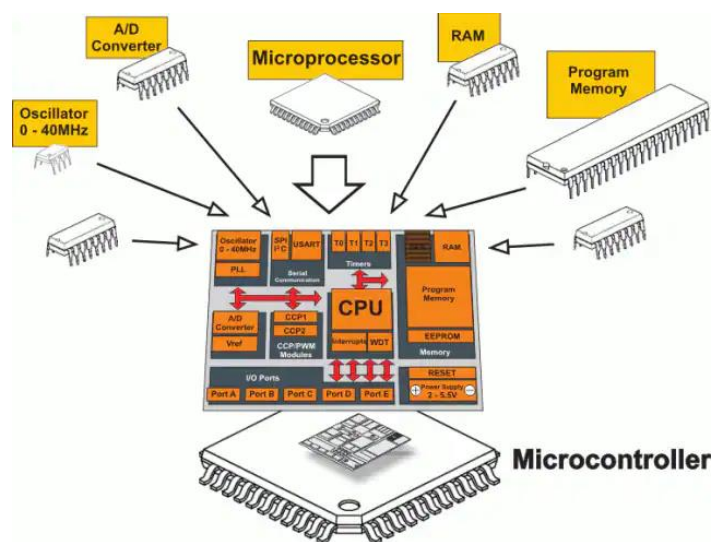 A/D
Converter
Microprocessor
RAM
Program
Memory
Oscillator
0 - 40MHz
Oscillator
0 - 40MHz
PLL
SPI
I²C
USART
Serial
Communication
T0 T1 T2 T3
Timers
RAM
Program
Memory
EEPROM
Memory
A/D
Converter
Vref
CCP1
CCP2
CCP/PWM
Modules
CPU
Interrupts
WDT
I/O Ports
Port A
Port B
Port C
Port D
Port E
RESET
Power Supply
2 - 5.5V
Microcontroller